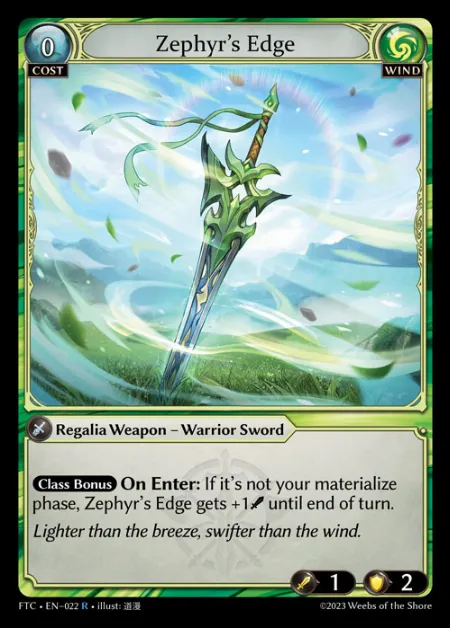 0
Zephyr's Edge
COST
WIND
Regalia Weapon – Warrior Sword
Class Bonus On Enter: If it's not your materialize
phase, Zephyr's Edge gets +1 until end of turn.
Lighter than the breeze, swifter than the wind.
1
2
FTC • EN-022 R • illust: 道漫
©2023 Weebs of the Shore